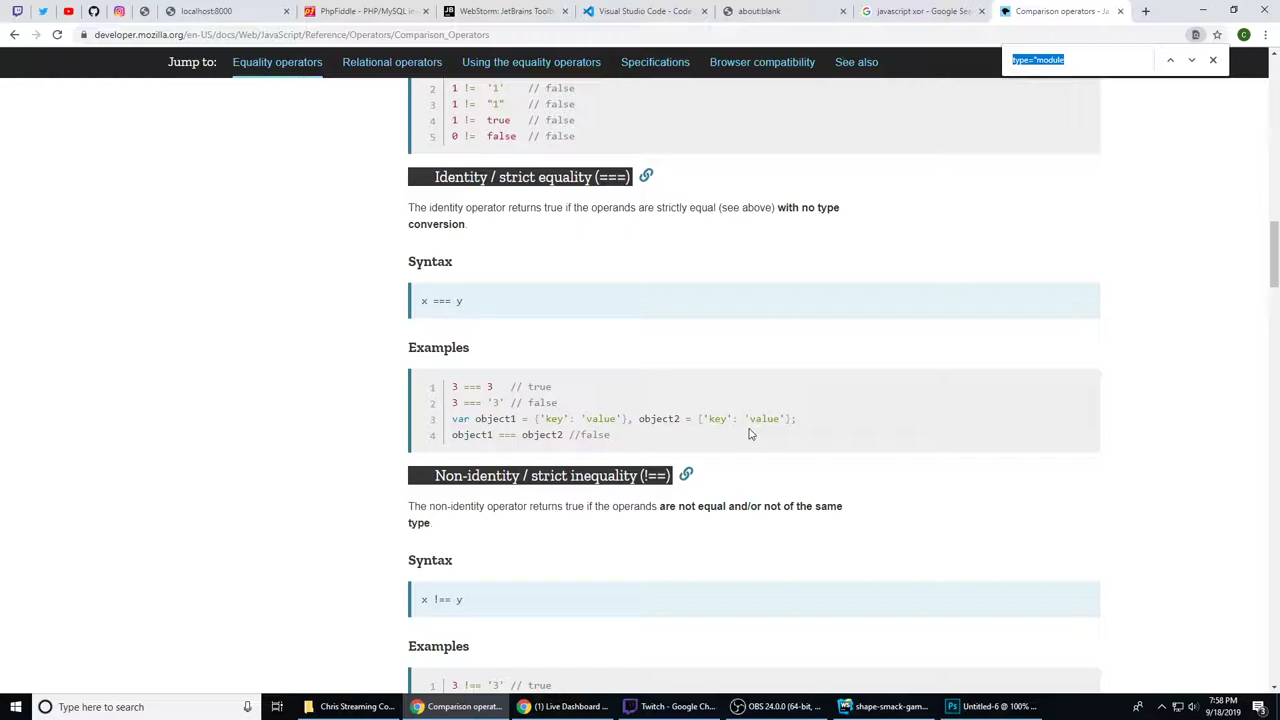 localhost:8000
PhpFiddle - PHP/MySQL in
WebStorm: JetBrains Toolb
Visual Studio Code - Code
about:blank
javascript xor - Google Sea
Comparison operators - Ja
developer.mozilla.org/en-US/docs/Web/JavaScript/Reference/Operators/Comparison_Operators
C
type="module
Jump to: Equality operators Relational operators Using the equality operators Specifications Browser compatibility See also
2 1 != '1' // false
3 1 != "1" // false
4 1 != true // false
5 0 != false // false
Identity / strict equality (===)
The identity operator returns true if the operands are strictly equal (see above) with no type
conversion.
Syntax
x === y
Examples
1 3 === 3 // true
2 3 === '3' // false
3 var object1 = {'key': 'value'}, object2 = {'key': 'value'};
4 object1 === object2 //false
Non-identity / strict inequality (!==)
The non-identity operator returns true if the operands are not equal and/or not of the same
type.
Syntax
x !== y
Examples
1 3 !== '3' // true
Type here to search
Chris Streaming Co...
Comparison operat...
(1) Live Dashboard ...
Twitch - Google Ch...
OBS 24.0.0 (64-bit, ...
shape-smack-gam...
Untitled-6 @ 100% ...
7:58 PM
9/18/2019
3